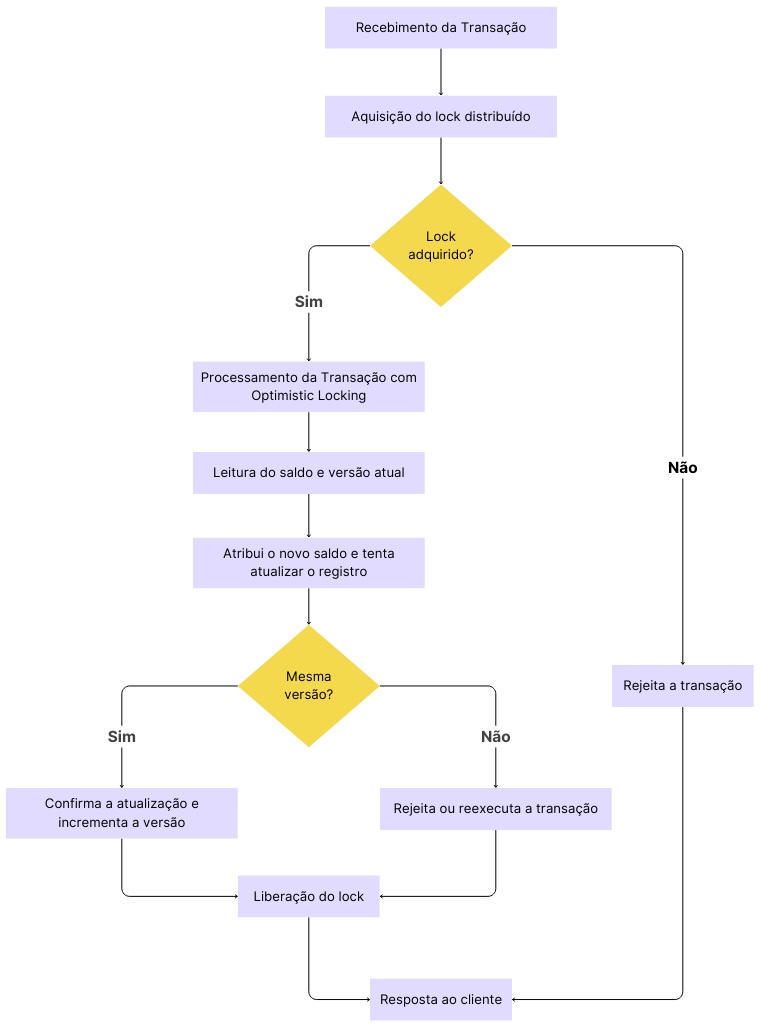 Recebimento da Transação
Aquisição do lock distribuído
Lock
adquirido?
Sim
Processamento da Transação com
Optimistic Locking
Leitura do saldo e versão atual
Não
Atribui o novo saldo e tenta
atualizar o registro
Mesma
versão?
Rejeita a transação
Sim
Não
Confirma a atualização e
incrementa a versão
Rejeita ou reexecuta a transação
Liberação do lock
Resposta ao cliente